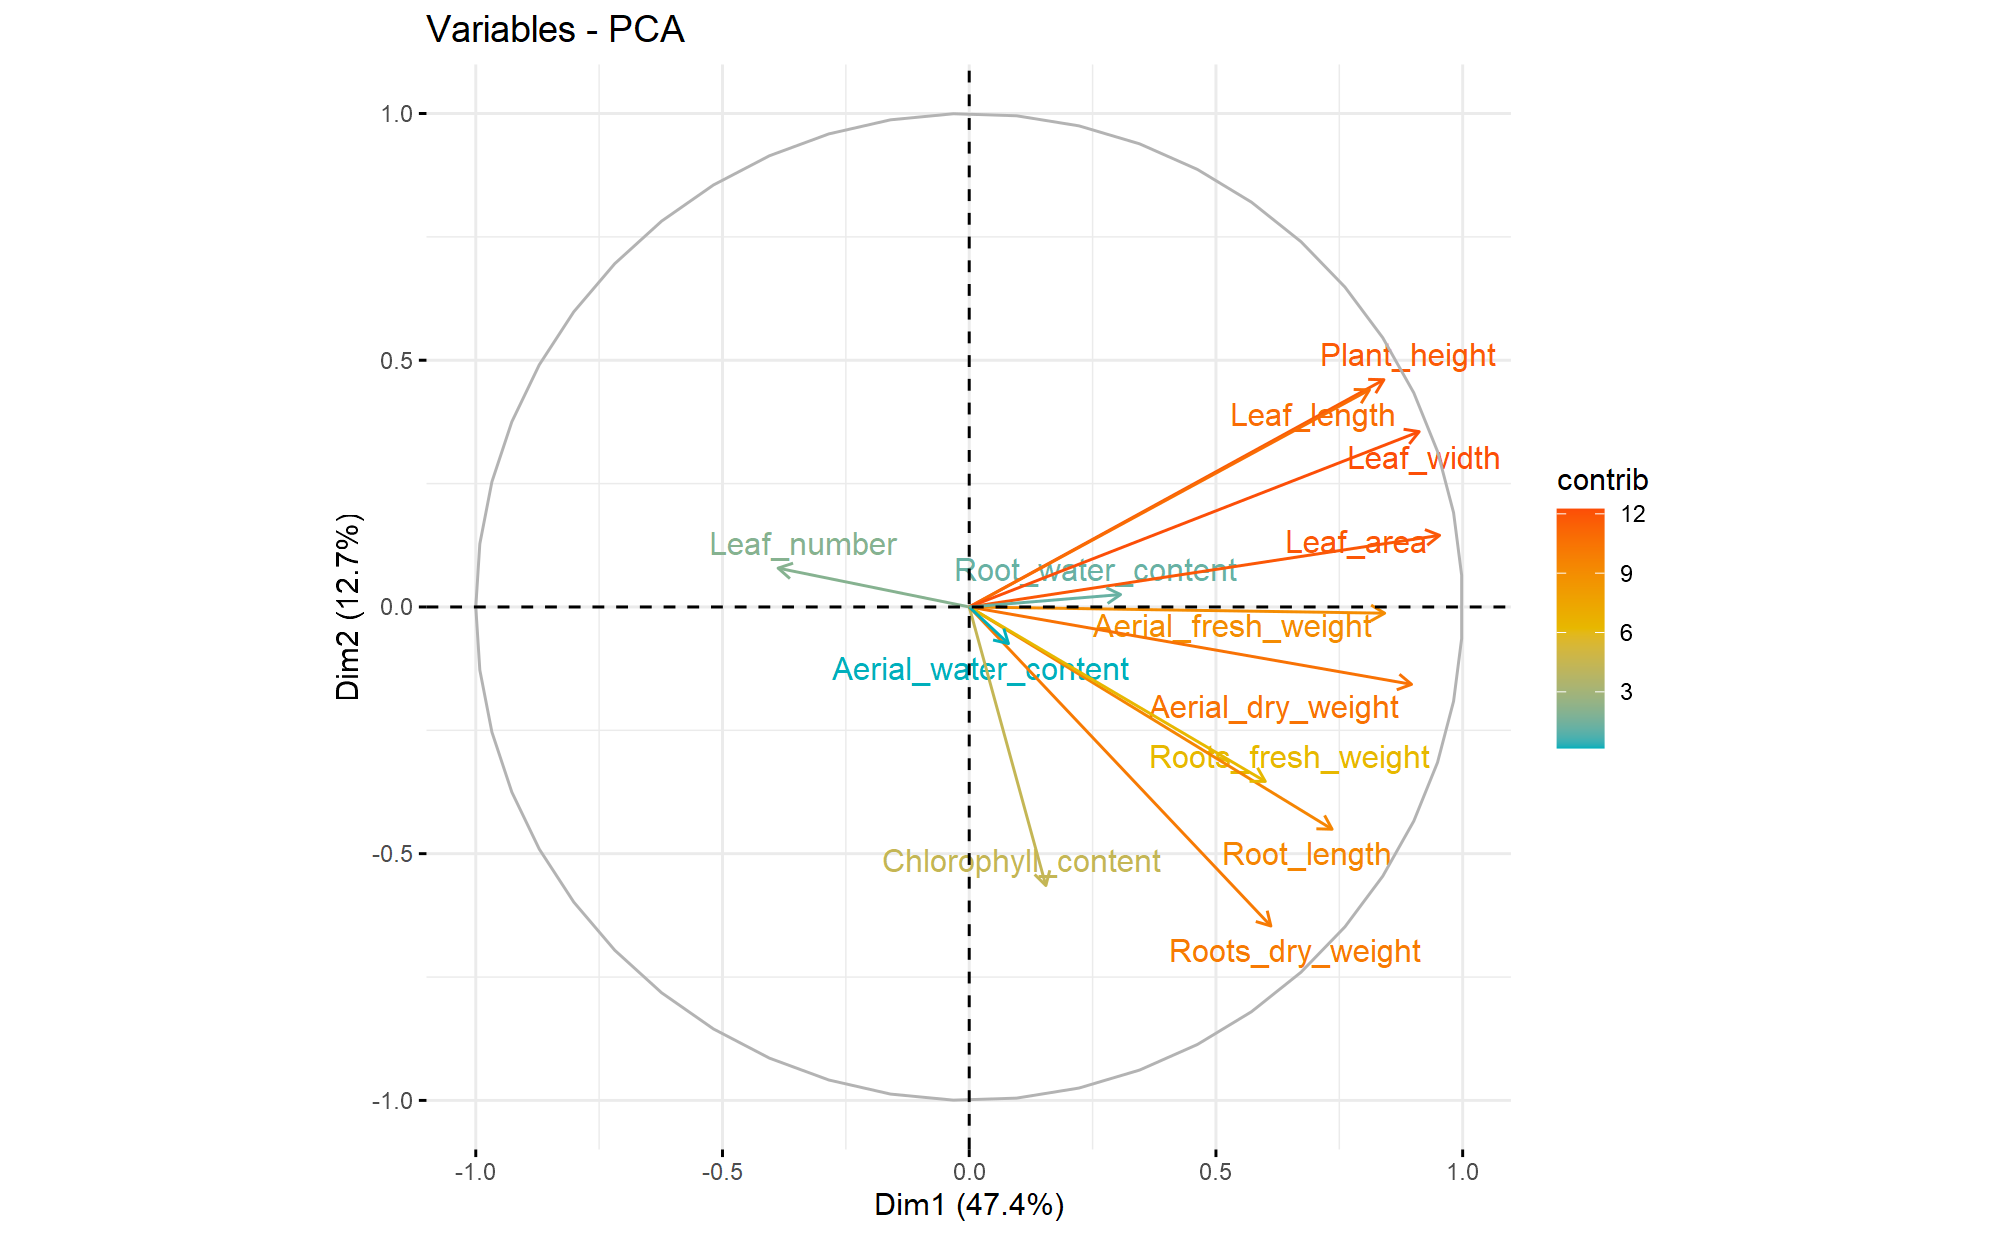 Variables - PCA
1.0
0.5
0.0
-0.5
-1.0
Dim2 (12.7%)
Plant_height
Leaf_length
Leaf_width
Leaf_area
Leaf_number
Root_water_content
Aerial_fresh_weight
Aerial_water_content
Aerial_dry_weight
Roots_fresh_weight
Root_length
Chlorophyll_content
Roots_dry_weight
-1.0
-0.5
0.0
0.5
1.0
Dim1 (47.4%)
contrib
12
9
6
3